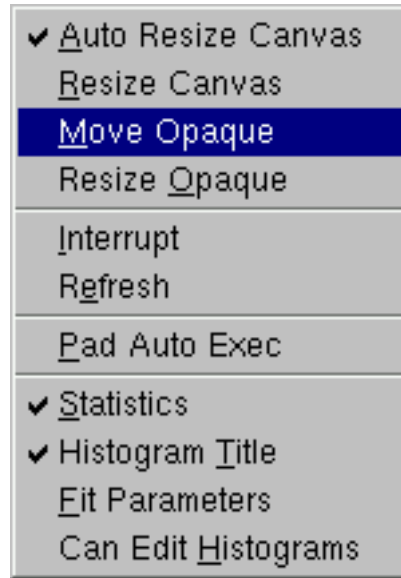 Auto Resize Canvas
Resize Canvas
Move Opaque
Resize Opaque
Interrupt
Refresh
Pad Auto Exec
Statistics
Histogram Title
Fit Parameters
Can Edit Histograms